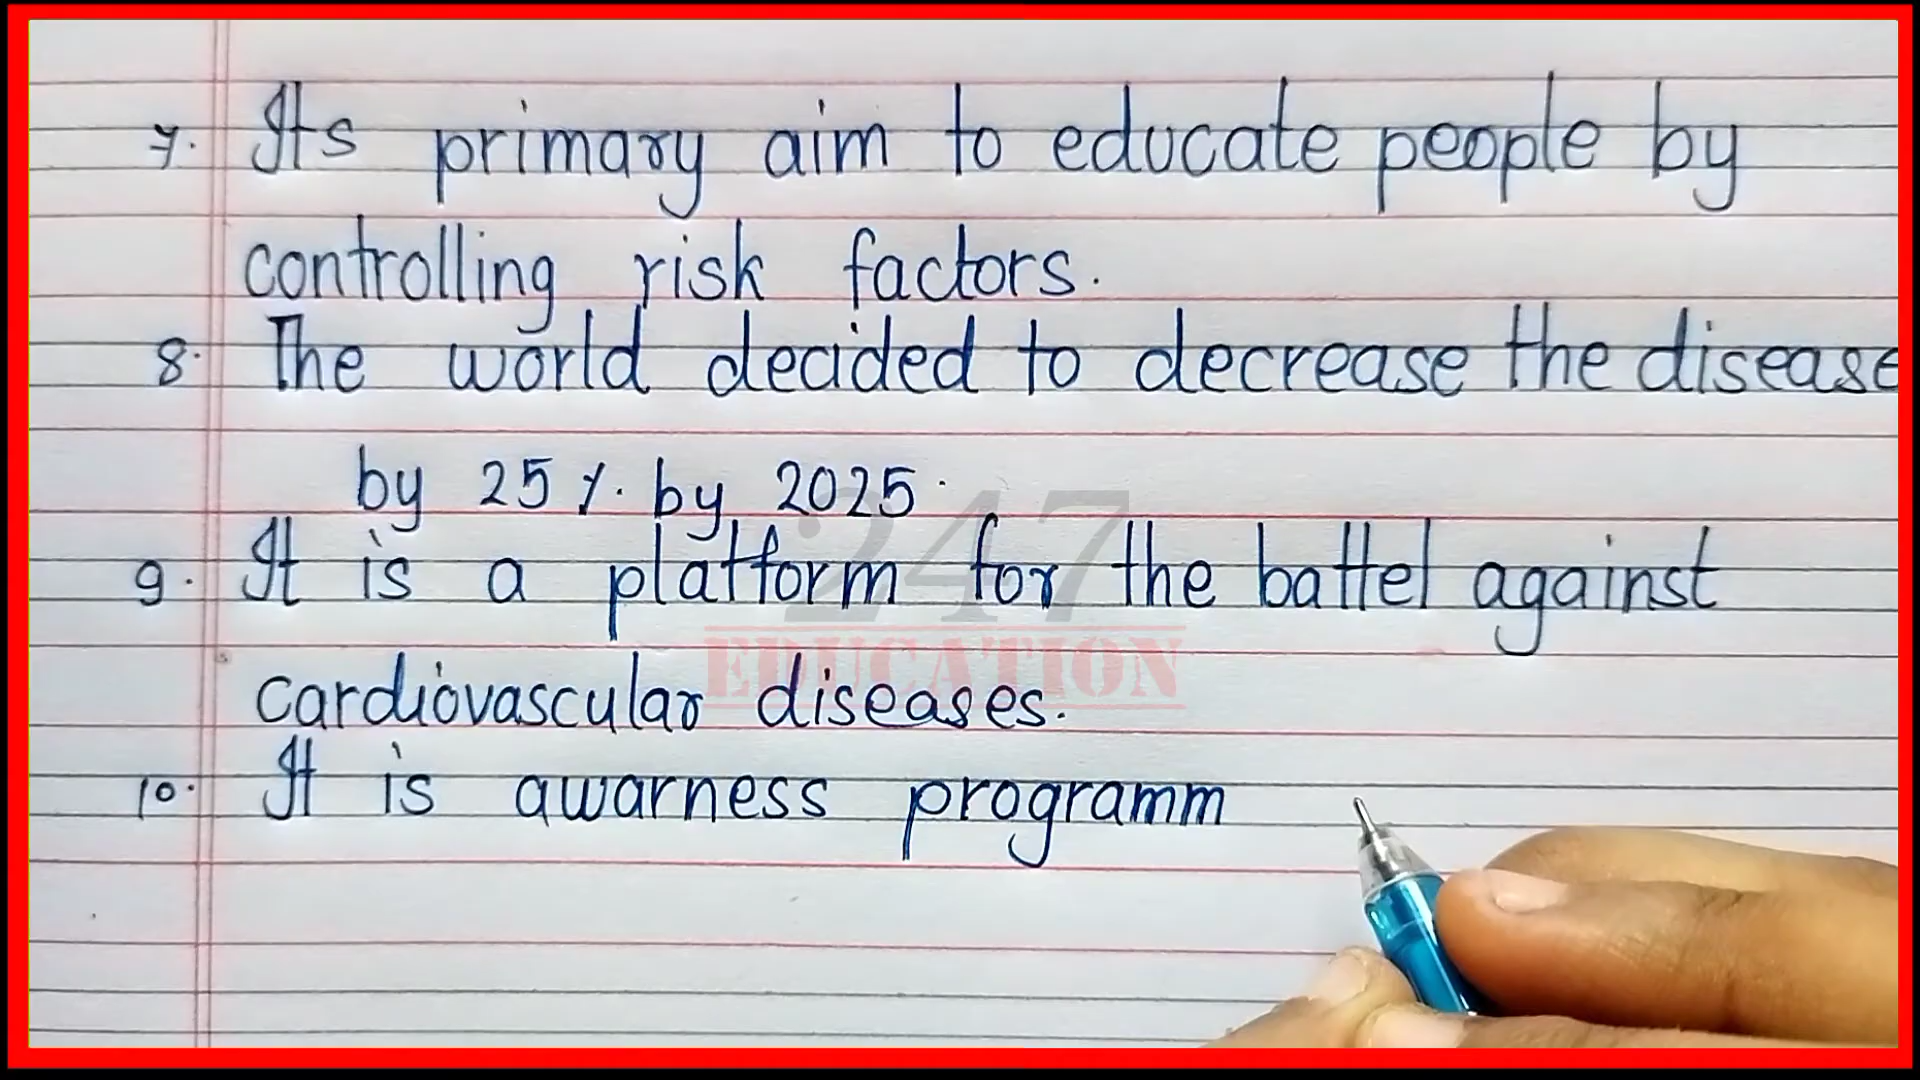 7. Its primary aim to educate people by
controlling risk factors.
8. The world decided to decrease the disease
by 25 %. by 2025.
247
9. It is a platform for the battel against
EDUCATION
cardiovascular diseases.
10. It is awarness programm